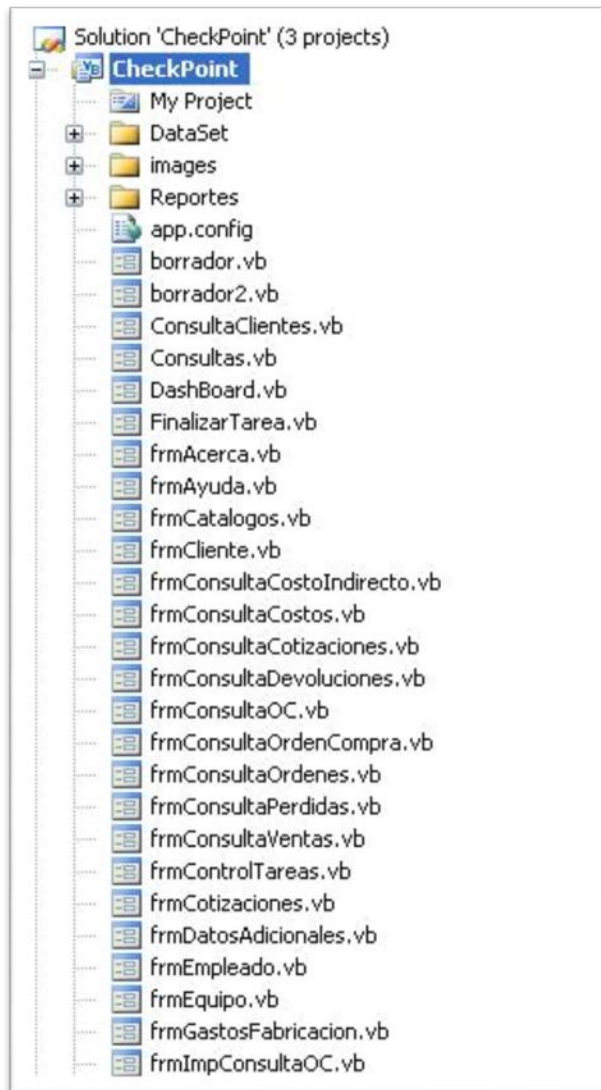 Solution 'CheckPoint' (3 projects)
CheckPoint
My Project
DataSet
images
Reportes
app.config
borrador.vb
borrador2.vb
ConsultaClientes.vb
Consultas.vb
DashBoard.vb
FinalizarTarea.vb
frmAcerca.vb
frmAyuda.vb
frmCatalogos.vb
frmCliente.vb
frmConsultaCostoIndirecto.vb
frmConsultaCostos.vb
frmConsultaCotizaciones.vb
frmConsultaDevoluciones.vb
frmConsultaOC.vb
frmConsultaOrdenCompra.vb
frmConsultaOrdenes.vb
frmConsultaPerdidas.vb
frmConsultaVentas.vb
frmControlTareas.vb
frmCotizaciones.vb
frmDatosAdicionales.vb
frmEmpleado.vb
frmEquipo.vb
frmGastosFabricacion.vb
frmImpConsultaOC.vb